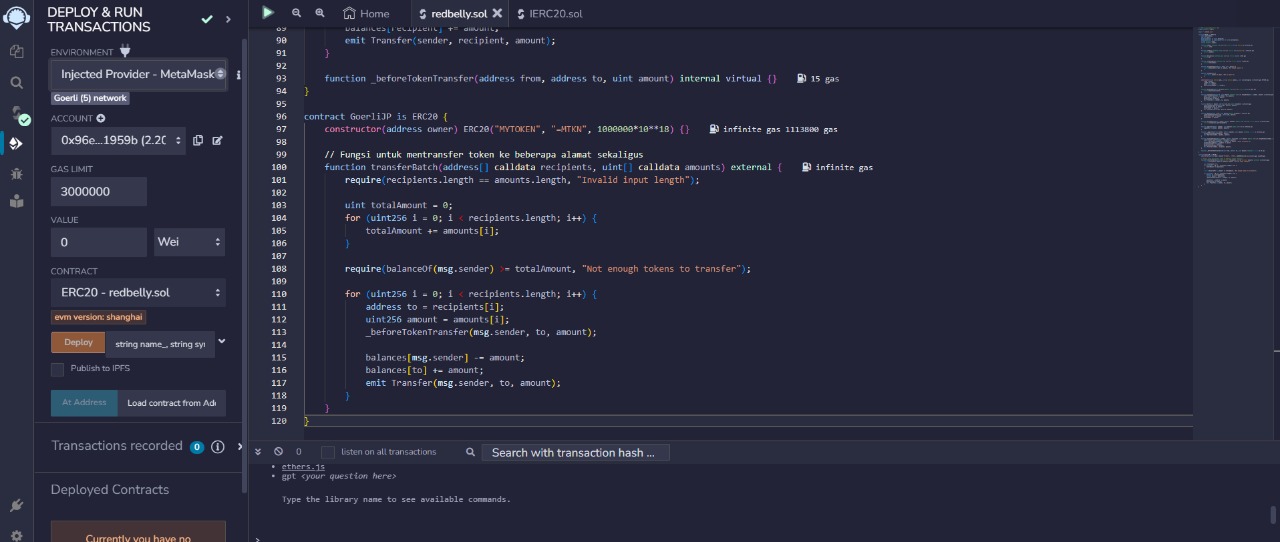 DEPLOY & RUN
TRANSACTIONS
ENVIRONMENT
Injected Provider - MetaMask
Goerli (5) network
ACCOUNT
0x96e...1959b (2.20
GAS LIMIT
3000000
VALUE
0
Wei
CONTRACT
ERC20 - redbelly.sol
evm version: shanghai
Deploy
string name_, string syı
Publish to IPFS
At Address
Load contract from Add
Transactions recorded 0
Deployed Contracts
Currently you have no
Home
redbelly.sol
IERC20.sol
89 balances[recipient] += amount;
90 emit Transfer(sender, recipient, amount);
91 }
92
93 function _beforeTokenTransfer(address from, address to, uint amount) internal virtual {} 15 gas
94 }
95
96 contract GoerliJP is ERC20 {
97 constructor(address owner) ERC20("MYTOKEN", "=MTKN", 1000000*10**18) {} infinite gas 1113800 gas
98
99 // Fungsi untuk mentransfer token ke beberapa alamat sekaligus
100 function transferBatch(address[] calldata recipients, uint[] calldata amounts) external { infinite gas
101 require(recipients.length == amounts.length, "Invalid input length");
102
103 uint totalAmount = 0;
104 for (uint256 i = 0; i < recipients.length; i++) {
105 totalAmount += amounts[i];
106 }
107
108 require(balanceOf(msg.sender) >= totalAmount, "Not enough tokens to transfer");
109
110 for (uint256 i = 0; i < recipients.length; i++) {
111 address to = recipients[i];
112 uint256 amount = amounts[i];
113 _beforeTokenTransfer(msg.sender, to, amount);
114
115 balances[msg.sender] -= amount;
116 balances[to] += amount;
117 emit Transfer(msg.sender, to, amount);
118 }
119 }
120 }
0
listen on all transactions
Search with transaction hash ...
• ethers.js
• gpt <your question here>
Type the library name to see available commands.
>